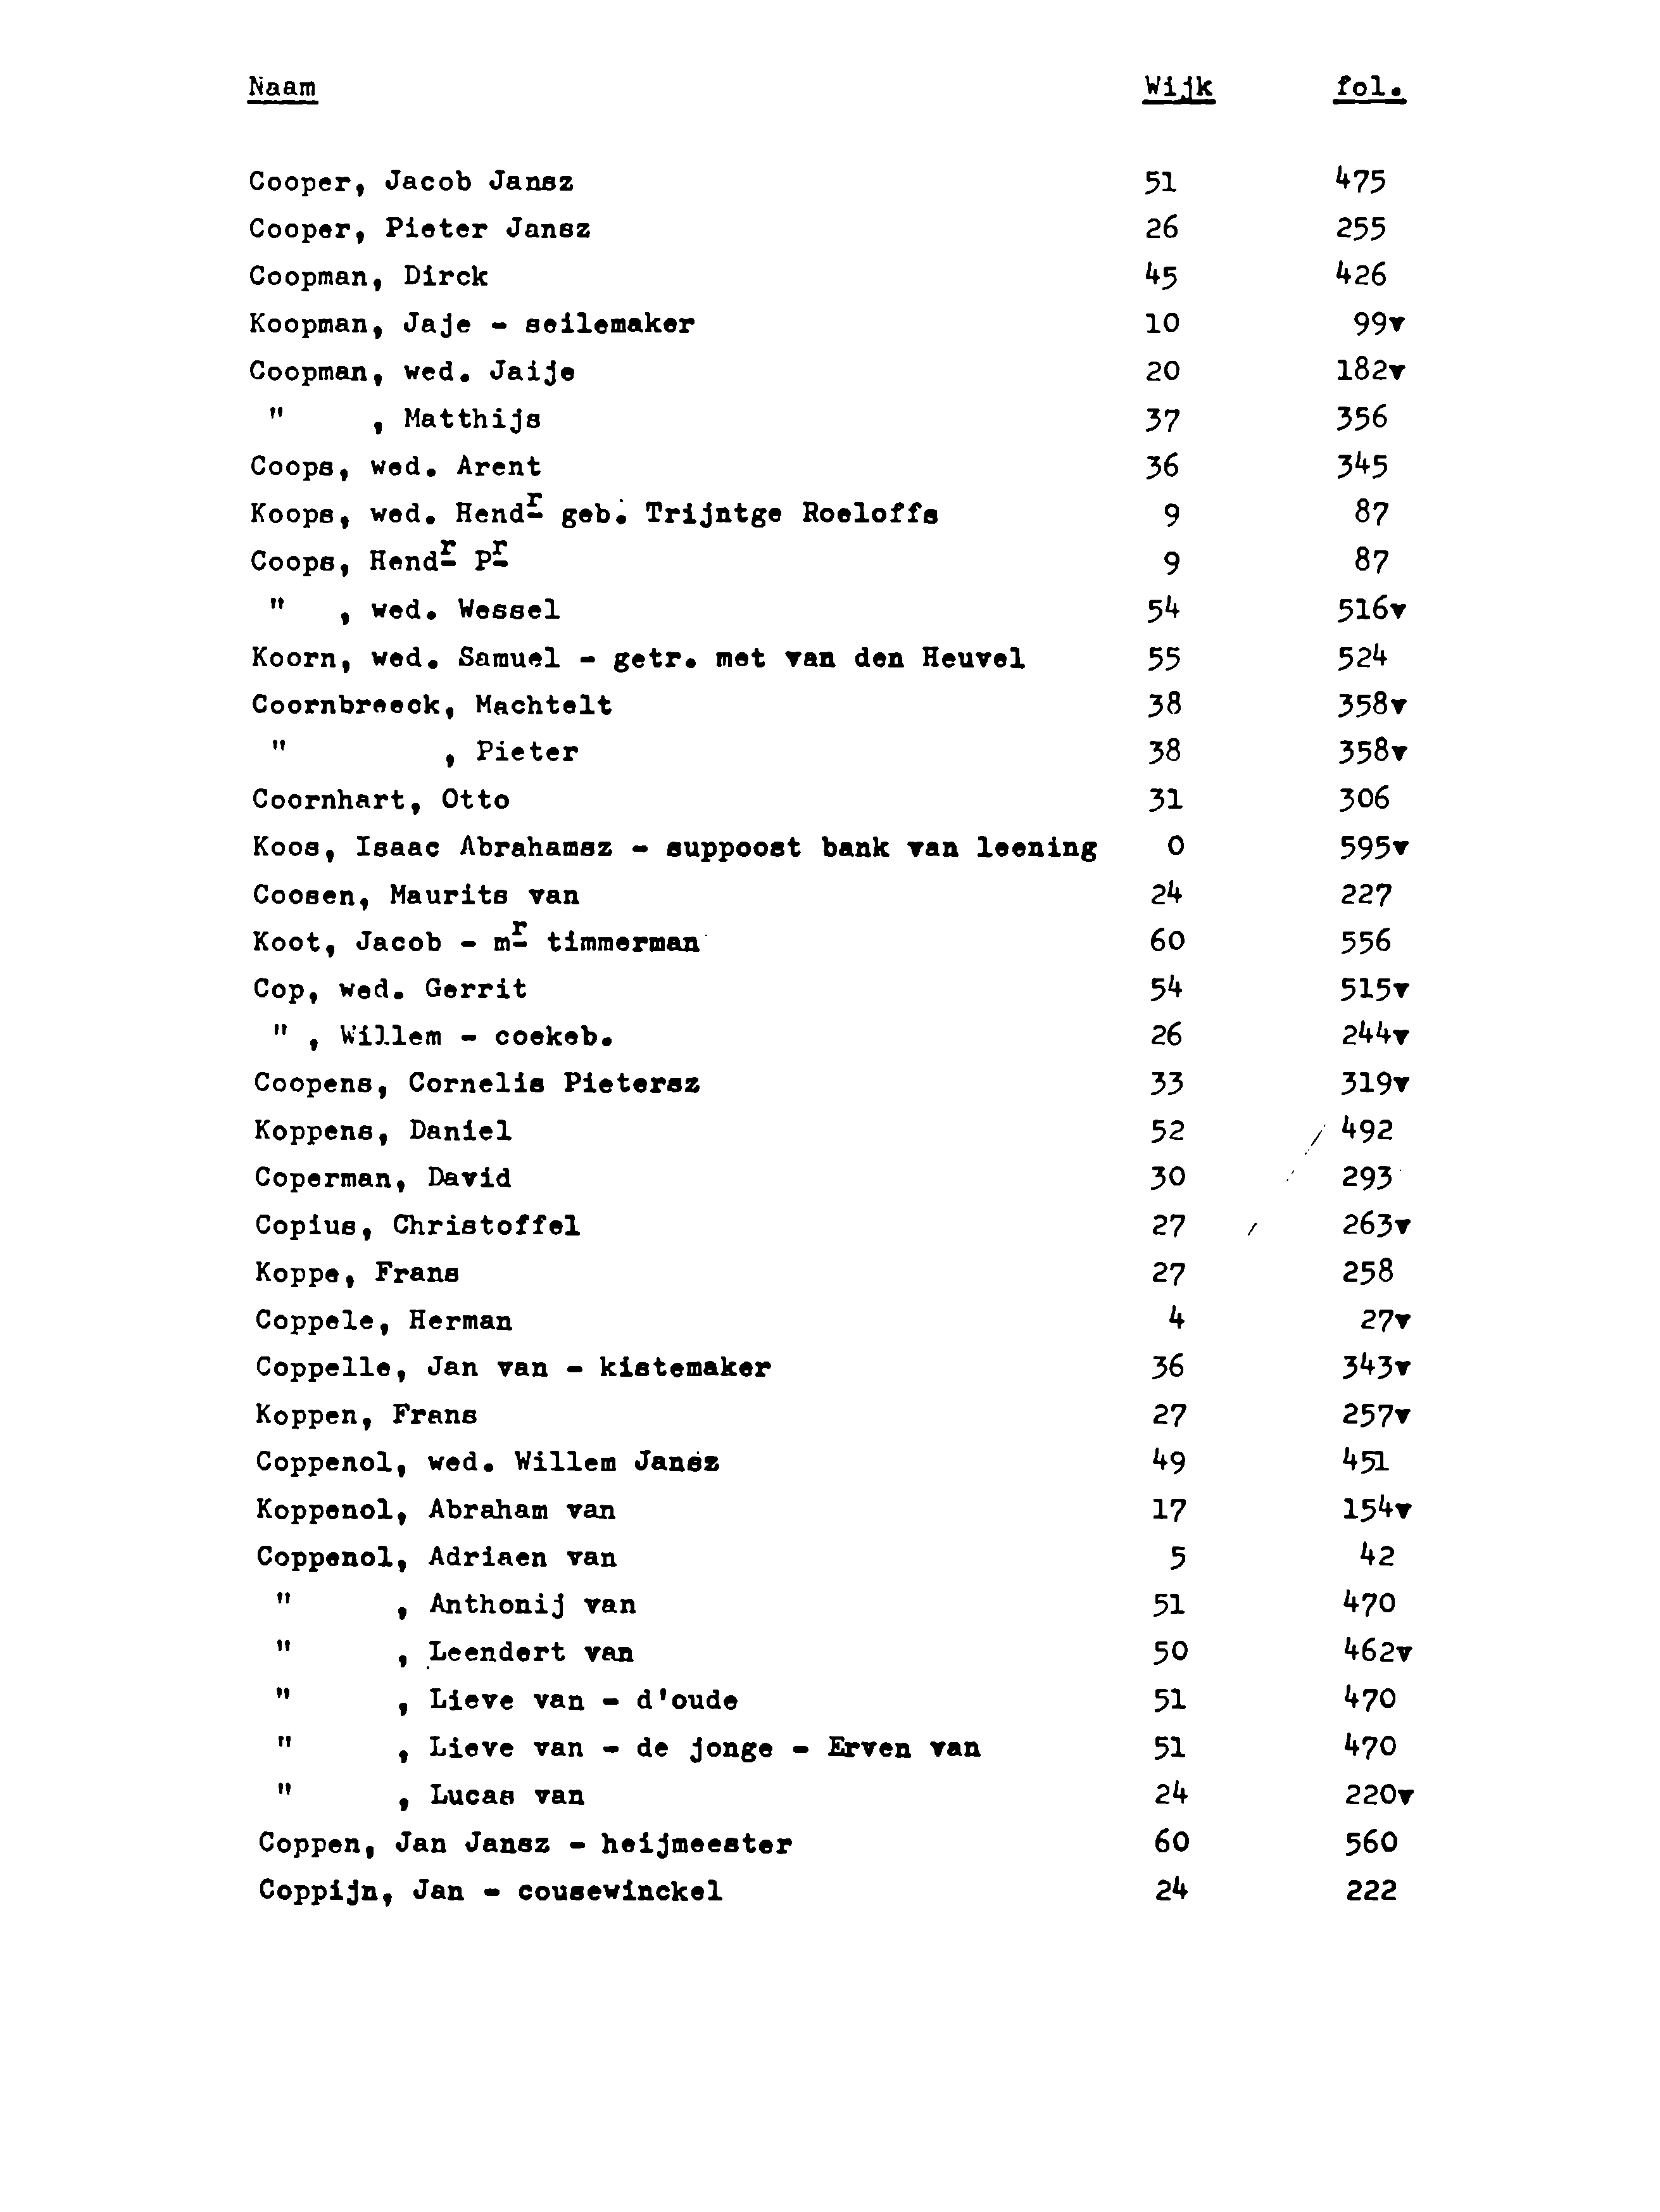 Naam Wijk fol.
Cooper, Jacob Jansz 51 475
Cooper, Pieter Jansz 26 255
Coopman, Dirck 45 426
Koopman, Jaje - seilemaker 10 99v
Coopman, wed. Jaije 20 182v
" , Matthijs 37 356
Coops, wed. Arent 36 345
Koops, wed. Hendr geb. Trijntge Roeloffs 9 87
Coops, Hendr Pr 9 87
" , wed. Wessel 54 516v
Koorn, wed. Samuel - getr. met van den Heuvel 55 524
Coornbreeck, Machtelt 38 358v
" , Pieter 38 358v
Coornhart, Otto 31 306
Koos, Isaac Abrahamsz - suppoost bank van leening 0 595v
Coosen, Maurits van 24 227
Koot, Jacob - mr timmerman 60 556
Cop, wed. Gerrit 54 515v
" , Willem - coekeb. 26 244v
Coopens, Cornelis Pietersz 33 319v
Koppens, Daniel 52 492
Coperman, David 30 293
Copius, Christoffel 27 263v
Koppe, Frans 27 258
Coppele, Herman 4 27v
Coppelle, Jan van - kistemaker 36 343v
Koppen, Frans 27 257v
Coppenol, wed. Willem Jansz 49 451
Koppenol, Abraham van 17 154v
Coppenol, Adriaen van 5 42
" , Anthonij van 51 470
" , Leendert van 50 462v
" , Lieve van - d'oude 51 470
" , Lieve van - de jonge - Erven van 51 470
" , Lucas van 24 220v
Coppen, Jan Jansz - heijmeester 60 560
Coppijn, Jan - cousewinckel 24 222